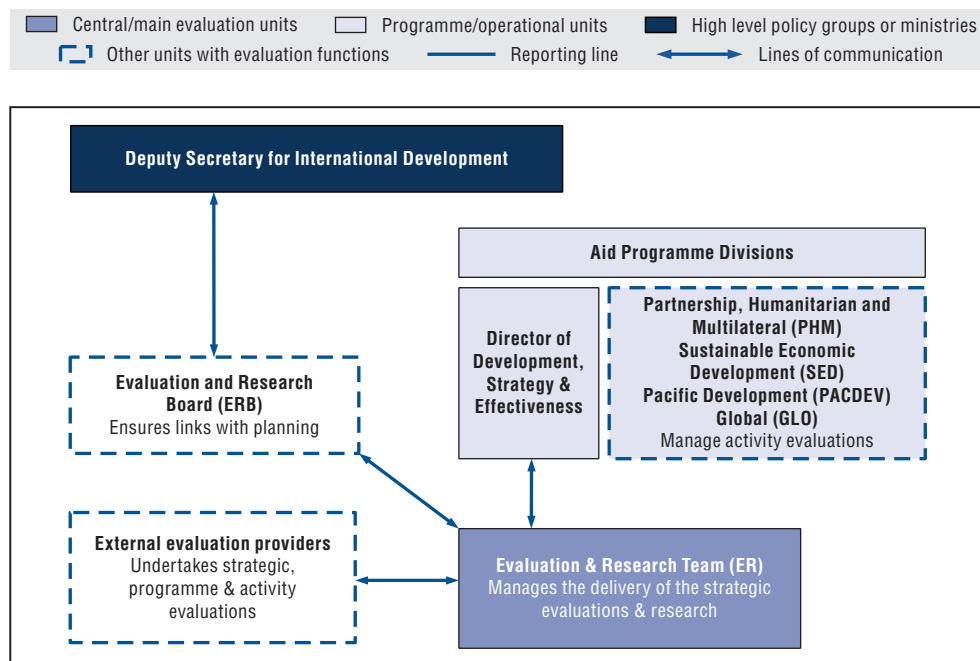 Central/main evaluation units
Programme/operational units
High level policy groups or ministries
Other units with evaluation functions
Reporting line
Lines of communication
Deputy Secretary for International Development
Aid Programme Divisions
Director of
Development,
Strategy &
Effectiveness
Partnership, Humanitarian and
Multilateral (PHM)
Sustainable Economic
Development (SED)
Pacific Development (PACDEV)
Global (GLO)
Manage activity evaluations
Evaluation and Research
Board (ERB)
Ensures links with planning
External evaluation providers
Undertakes strategic,
programme & activity
evaluations
Evaluation & Research Team (ER)
Manages the delivery of the strategic
evaluations & research